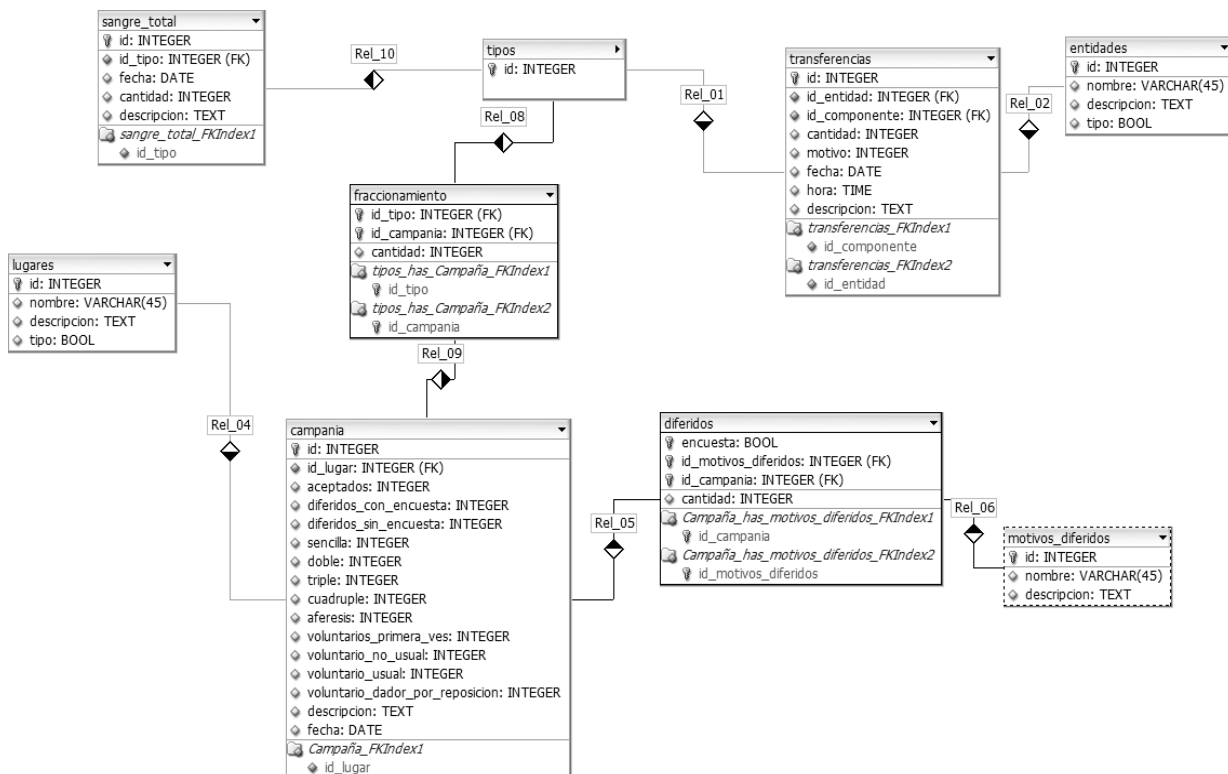 sangre_total
id: INTEGER
id_tipo: INTEGER (FK)
fecha: DATE
cantidad: INTEGER
descripcion: TEXT
sangre_total_FKIndex1
id_tipo
Rel_10
tipos
id: INTEGER
Rel_01
transferencias
id: INTEGER
id_entidad: INTEGER (FK)
id_componente: INTEGER (FK)
cantidad: INTEGER
motivo: INTEGER
fecha: DATE
hora: TIME
descripcion: TEXT
transferencias_FKIndex1
id_componente
transferencias_FKIndex2
id_entidad
Rel_02
entidades
id: INTEGER
nombre: VARCHAR(45)
descripcion: TEXT
tipo: BOOL
Rel_08
fraccionamiento
id_tipo: INTEGER (FK)
id_campania: INTEGER (FK)
cantidad: INTEGER
tipos_has_Campaña_FKIndex1
id_tipo
tipos_has_Campaña_FKIndex2
id_campania
lugares
id: INTEGER
nombre: VARCHAR(45)
descripcion: TEXT
tipo: BOOL
Rel_09
Rel_04
campania
id: INTEGER
id_lugar: INTEGER (FK)
aceptados: INTEGER
diferidos_con_encuesta: INTEGER
diferidos_sin_encuesta: INTEGER
sencilla: INTEGER
doble: INTEGER
triple: INTEGER
cuadruple: INTEGER
aferesis: INTEGER
voluntarios_primera_ves: INTEGER
voluntario_no_usual: INTEGER
voluntario_usual: INTEGER
voluntario_dador_por_reposicion: INTEGER
descripcion: TEXT
fecha: DATE
Campaña_FKIndex1
id_lugar
Rel_05
diferidos
encuesta: BOOL
id_motivos_diferidos: INTEGER (FK)
id_campania: INTEGER (FK)
cantidad: INTEGER
Campaña_has_motivos_diferidos_FKIndex1
id_campania
Campaña_has_motivos_diferidos_FKIndex2
id_motivos_diferidos
Rel_06
motivos_diferidos
id: INTEGER
nombre: VARCHAR(45)
descripcion: TEXT